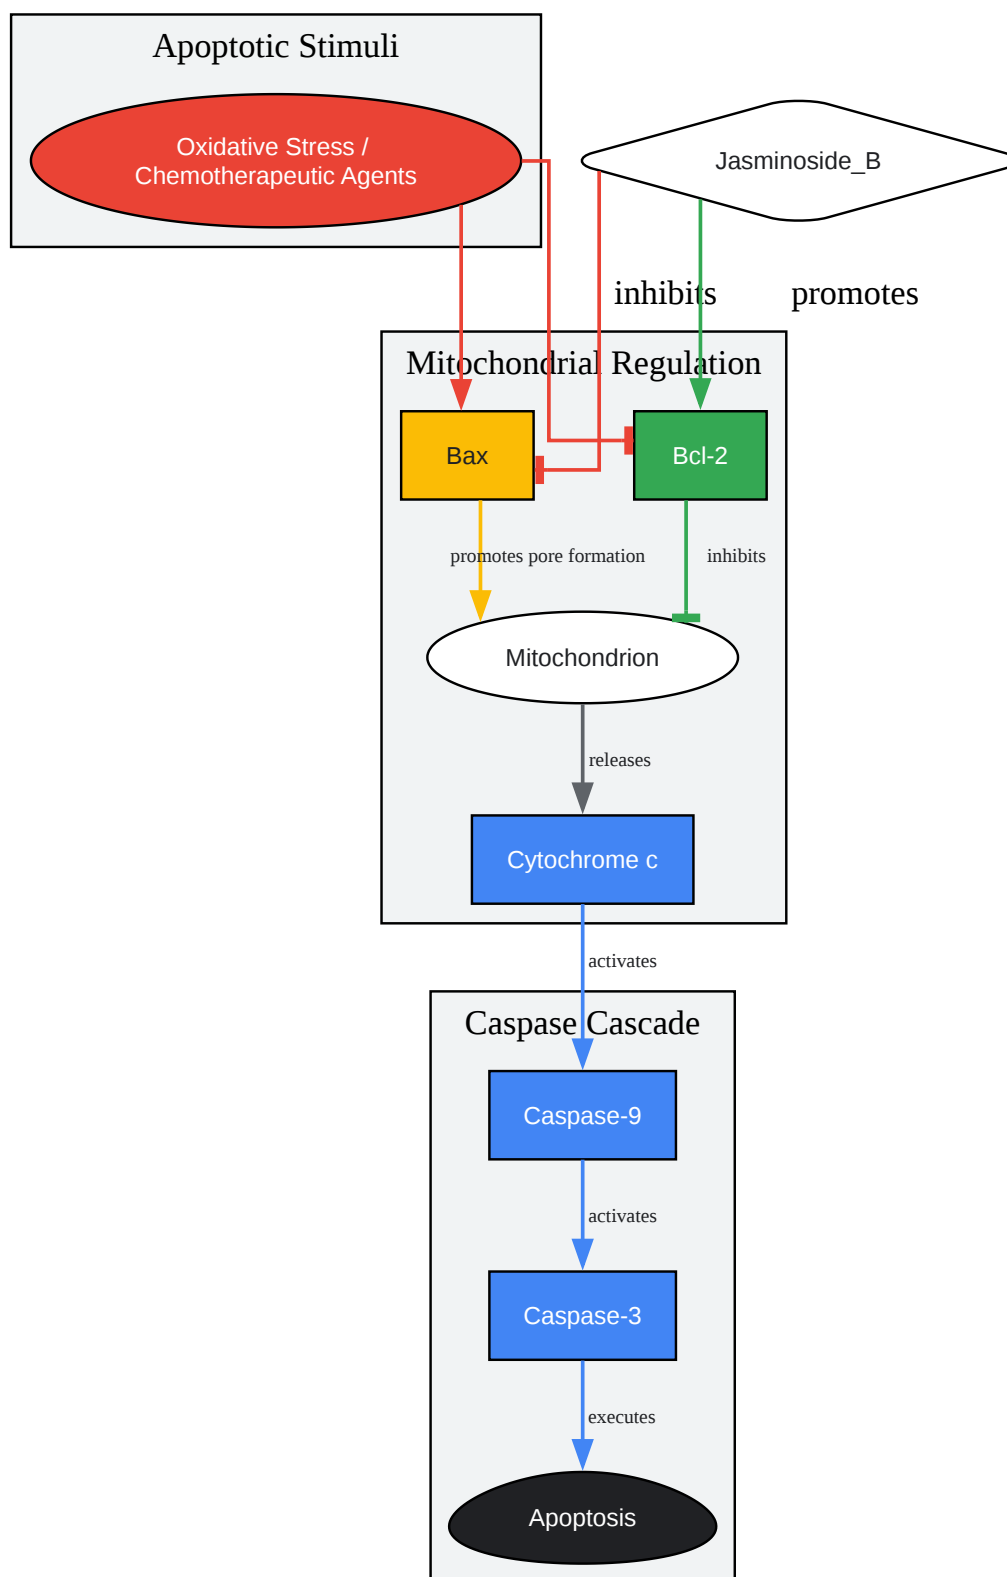 Apoptotic Stimuli
Oxidative Stress /
Chemotherapeutic Agents
Jasminoside_B
inhibits
promotes
Mitochondrial Regulation
Bax
Bcl-2
promotes pore formation
inhibits
Mitochondrion
releases
Cytochrome c
activates
Caspase Cascade
Caspase-9
activates
Caspase-3
executes
Apoptosis